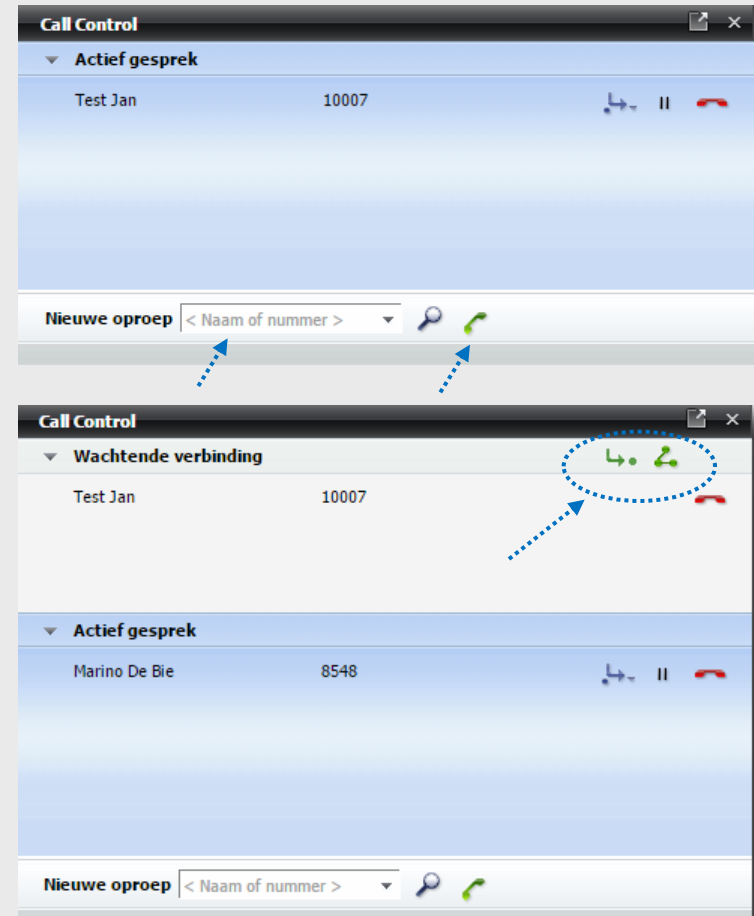 Call Control
Actief gesprek
Test Jan 10007
Nieuwe oproep < Naam of nummer >
Call Control
Wachtende verbinding
Test Jan 10007
Actief gesprek
Marino De Bie 8548
Nieuwe oproep < Naam of nummer >